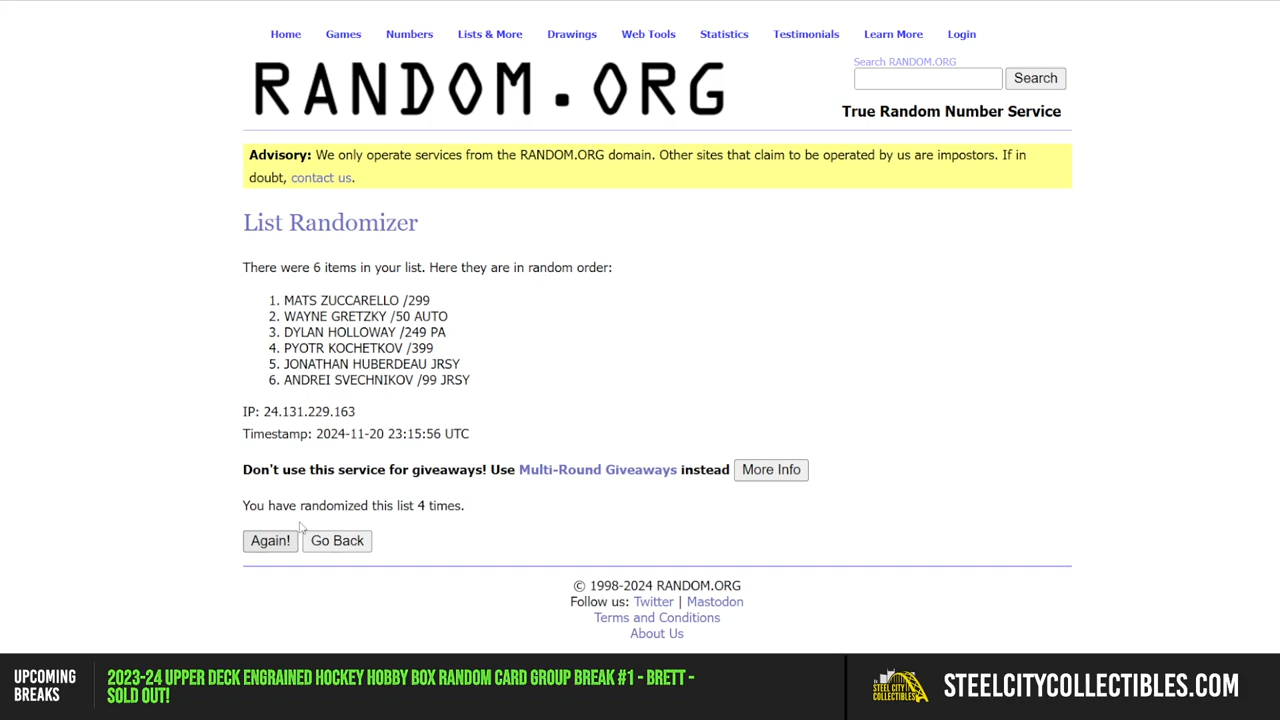 Home Games Numbers Lists & More Drawings Web Tools Statistics Testimonials Learn More Login
RANDOM.ORG
Search RANDOM.ORG
Search
True Random Number Service
Advisory: We only operate services from the RANDOM.ORG domain. Other sites that claim to be operated by us are impostors. If in
doubt, contact us.
List Randomizer
There were 6 items in your list. Here they are in random order:
1. MATS ZUCCARELLO /299
2. WAYNE GRETZKY /50 AUTO
3. DYLAN HOLLOWAY /249 PA
4. PYOTR KOCHETKOV /399
5. JONATHAN HUBERDEAU JRSY
6. ANDREI SVECHNIKOV /99 JRSY
IP: 24.131.229.163
Timestamp: 2024-11-20 23:15:56 UTC
Don't use this service for giveaways! Use Multi-Round Giveaways instead More Info
You have randomized this list 4 times.
Again! Go Back
© 1998-2024 RANDOM.ORG
Follow us: Twitter | Mastodon
Terms and Conditions
About Us
UPCOMING
BREAKS
2023-24 UPPER DECK ENGRAINED HOCKEY HOBBY BOX RANDOM CARD GROUP BREAK #1 - BRETT -
SOLD OUT!
STEEL CITY
COLLECTIBLES
STEELCITYCOLLECTIBLES.COM